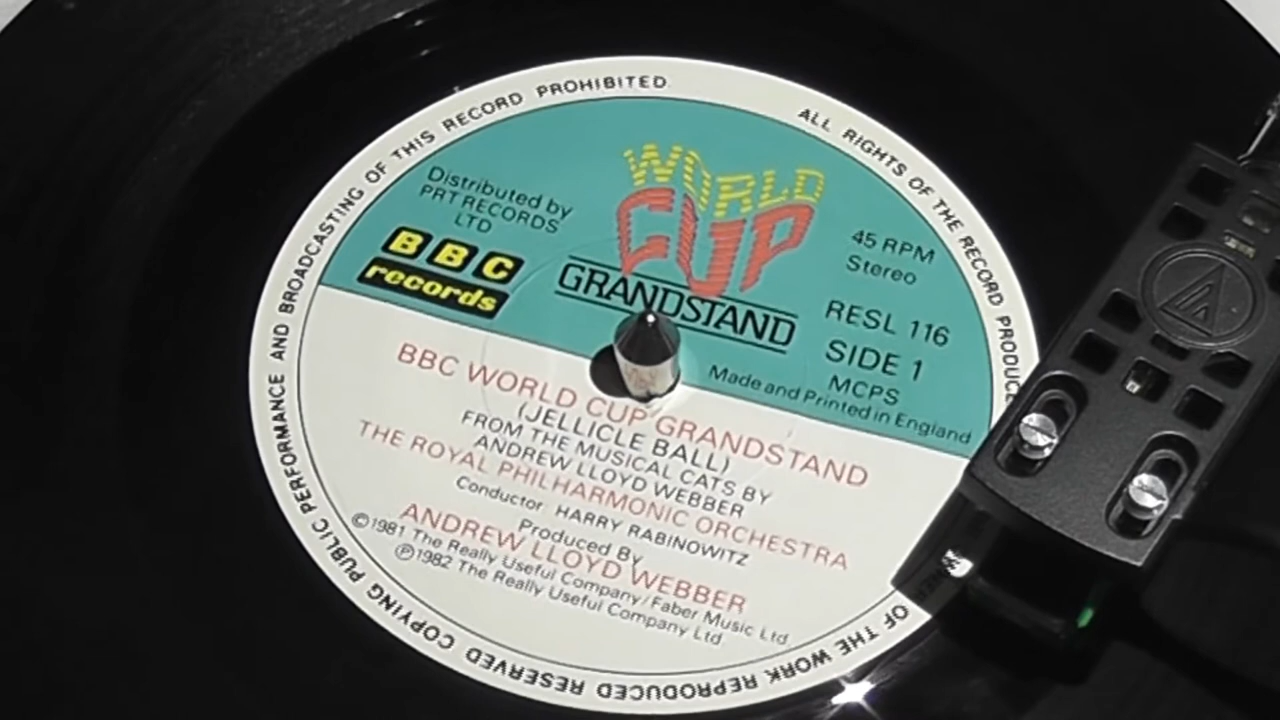 ALL RIGHTS OF THE RECORD
OF THE WORK REPRODUCED RESERVED COPYING PUBLIC PERFORMANCE AND BROADCASTING OF THIS RECORD PROHIBITED
WORLD
CUP
GRANDSTAND
Distributed by
PRT RECORDS
LTD
BBC
records
45 RPM
Stereo
RESL 116
SIDE 1
MCPS
Made and Printed in England
BBC WORLD CUP GRANDSTAND
(JELLICLE BALL)
FROM THE MUSICAL CATS BY
ANDREW LLOYD WEBBER
THE ROYAL PHILHARMONIC ORCHESTRA
Conductor HARRY RABINOWITZ
Produced By
ANDREW LLOYD WEBBER
©1981 The Really Useful Company/Faber Music Ltd
℗1982 The Really Useful Company Ltd